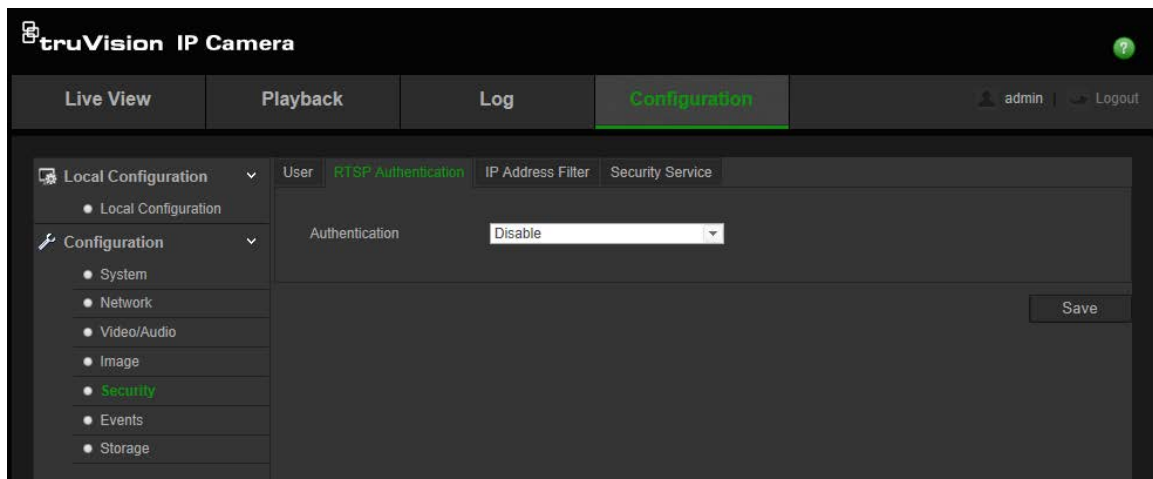 truVision IP Camera
?
Live View Playback Log Configuration admin | Logout
Local Configuration
User RTSP Authentication IP Address Filter Security Service
Local Configuration
Authentication Disable
Configuration
System
Network
Save
Video/Audio
Image
Security
Events
Storage